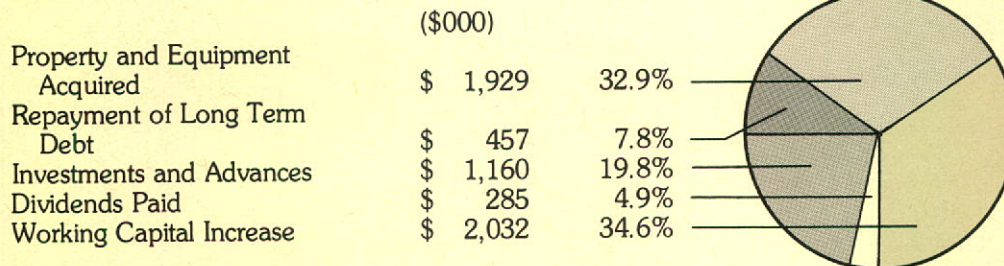 ($000)
Property and Equipment
Acquired $ 1,929 32.9%
Repayment of Long Term
Debt $ 457 7.8%
Investments and Advances $ 1,160 19.8%
Dividends Paid $ 285 4.9%
Working Capital Increase $ 2,032 34.6%